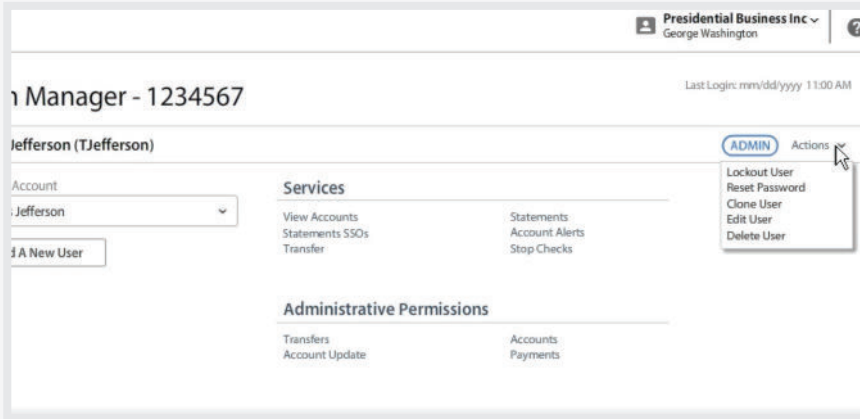 Presidential Business Inc
George Washington
Last Login: mm/dd/yyyy 11:00 AM
Manager - 1234567
Jefferson (TJefferson)
ADMIN
Actions
Lockout User
Reset Password
Clone User
Edit User
Delete User
Account
Jefferson
A New User
Services
View Accounts
Statements SSOs
Transfer
Statements
Account Alerts
Stop Checks
Administrative Permissions
Transfers
Account Update
Accounts
Payments